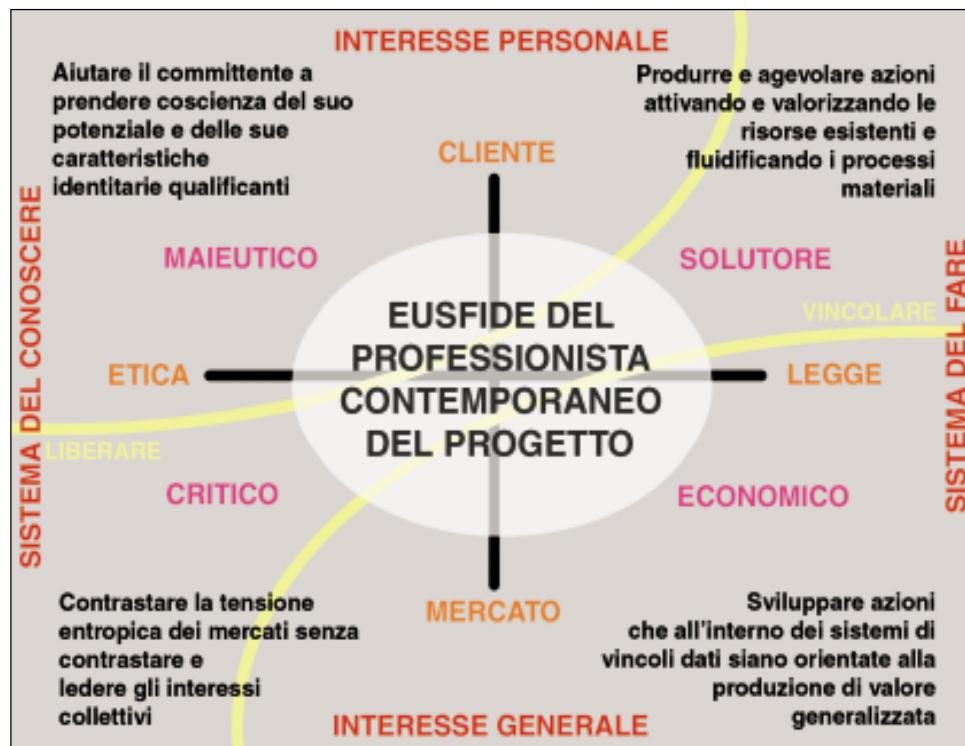 INTERESSE PERSONALE
Aiutare il committente a
prendere coscienza del suo
potenziale e delle sue
caratteristiche
identitarie qualificanti
Produrre e agevolare azioni
attivando e valorizzando le
risorse esistenti e
fluidificando i processi
materiali
CLIENTE
SISTEMA DEL CONOSCERE
MAIEUTICO
SOLUTORE
SISTEMA DEL FARE
EUSFIDE DEL
PROFESSIONISTA
CONTEMPORANEO
DEL PROGETTO
VINCOLARE
ETICA
LEGGE
LIBERARE
CRITICO
ECONOMICO
MERCATO
Contrastare la tensione
entropica dei mercati senza
contrastare e
ledere gli interessi
collettivi
Sviluppare azioni
che all'interno dei sistemi di
vincoli dati siano orientate alla
produzione di valore
generalizzata
INTERESSE GENERALE